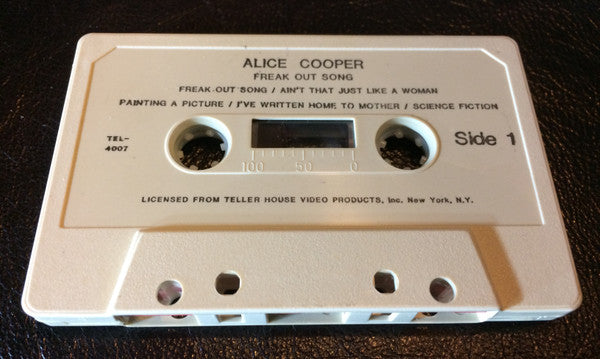 ALICE COOPER
FREAK OUT SONG
FREAK-OUT SONG / AIN'T THAT JUST LIKE A WOMAN
PAINTING A PICTURE / I'VE WRITTEN HOME TO MOTHER / SCIENCE FICTION
TEL-
4007
Side 1
100 50 0
LICENSED FROM TELLER HOUSE VIDEO PRODUCTS, Inc. New York, N.Y.